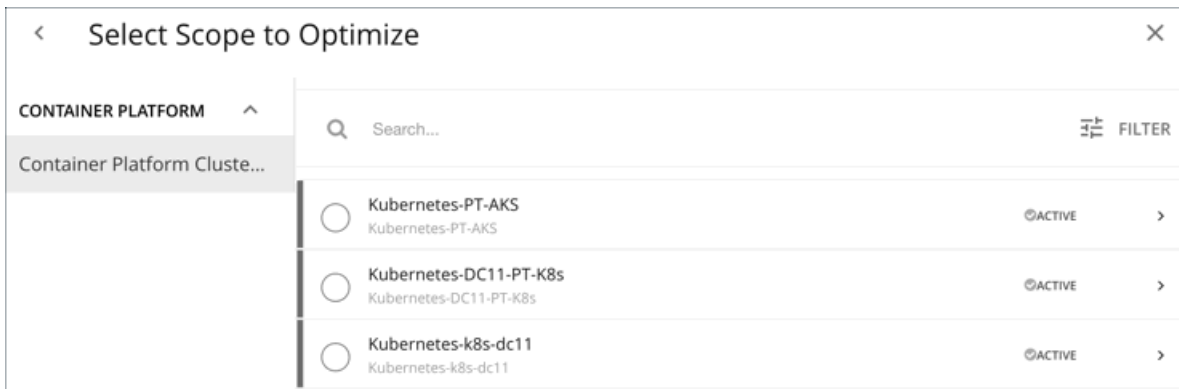 Select Scope to Optimize
CONTAINER PLATFORM
Container Platform Cluste...
Search...
FILTER
Kubernetes-PT-AKS
Kubernetes-PT-AKS
ACTIVE
Kubernetes-DC11-PT-K8s
Kubernetes-DC11-PT-K8s
ACTIVE
Kubernetes-k8s-dc11
Kubernetes-k8s-dc11
ACTIVE